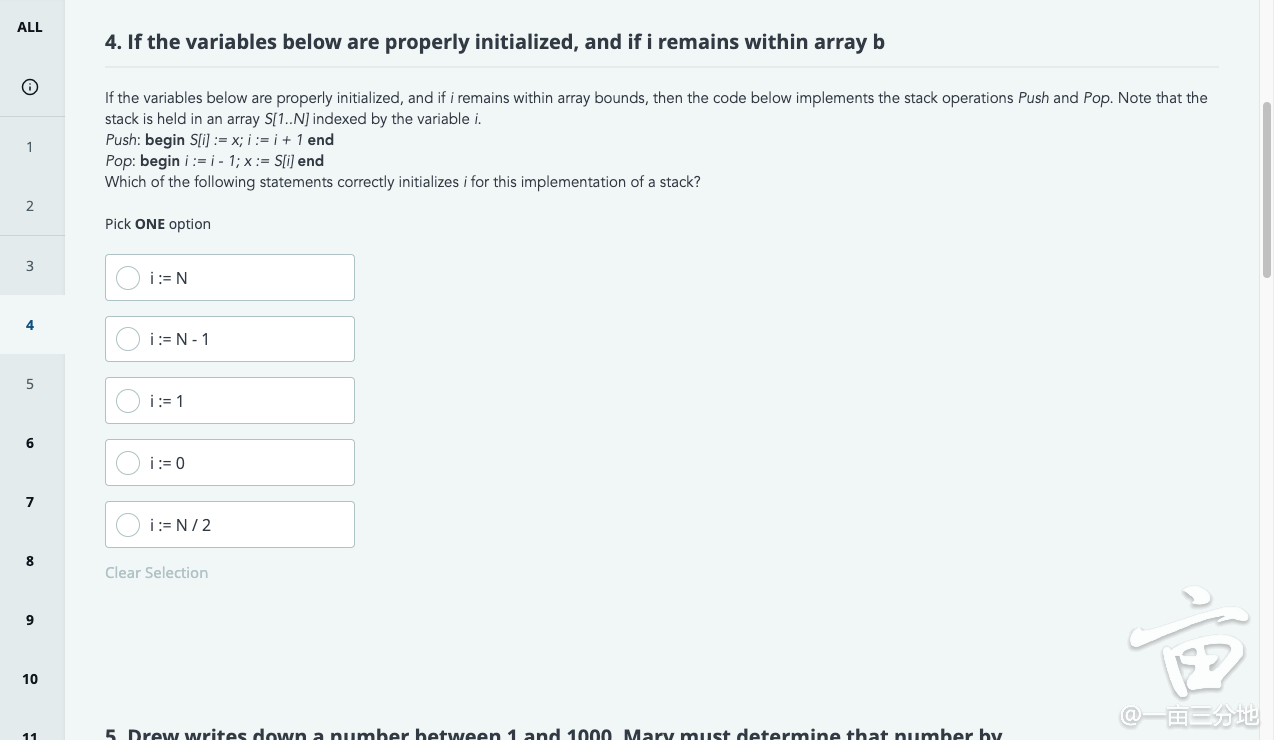 ALL
1
2
3
4
5
6
7
8
9
10
11
4. If the variables below are properly initialized, and if i remains within array b
If the variables below are properly initialized, and if i remains within array bounds, then the code below implements the stack operations Push and Pop. Note that the
stack is held in an array S[1..N] indexed by the variable i.
Push: begin S[i] := x; i := i + 1 end
Pop: begin i := i - 1; x := S[i] end
Which of the following statements correctly initializes i for this implementation of a stack?
Pick ONE option
i := N
i := N - 1
i := 1
i := 0
i := N / 2
Clear Selection
5. Drew writes down a number between 1 and 1000. Mary must determine that number by
亩
@一亩三分地